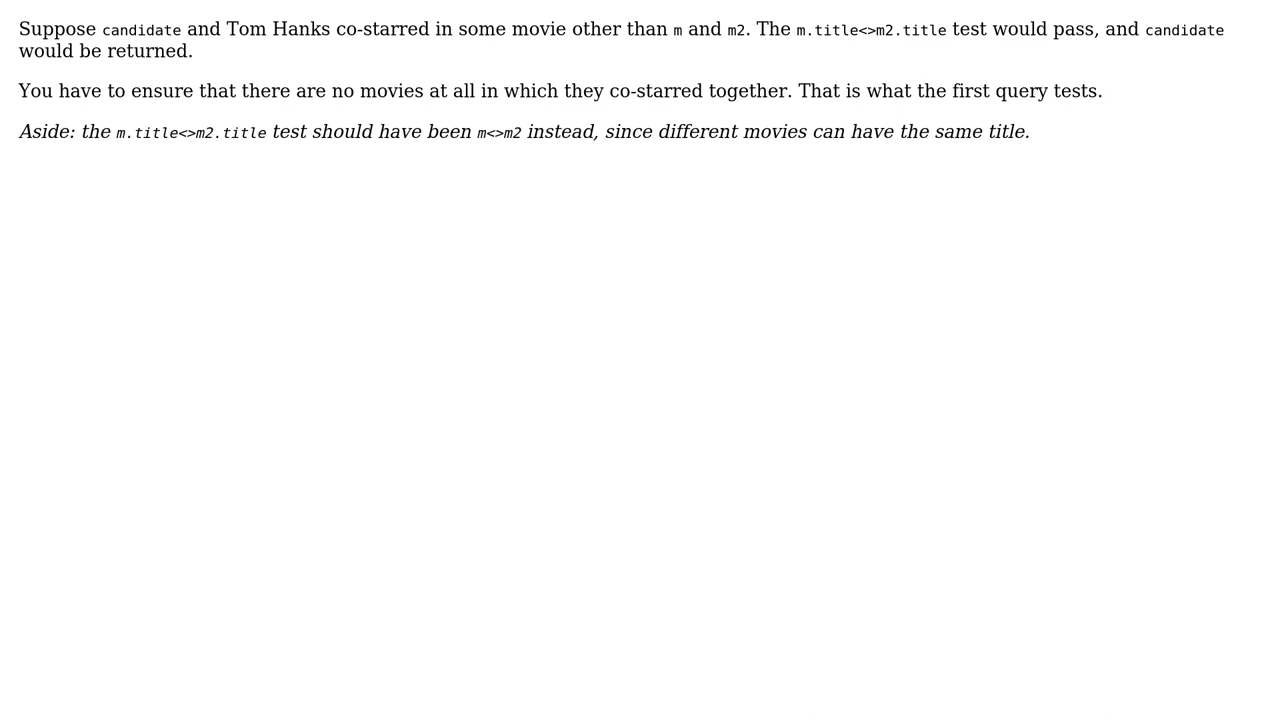 Suppose candidate and Tom Hanks co-starred in some movie other than m and m2. The m.title<>m2.title test would pass, and candidate
would be returned.
You have to ensure that there are no movies at all in which they co-starred together. That is what the first query tests.
Aside: the m.title<>m2.title test should have been m<>m2 instead, since different movies can have the same title.